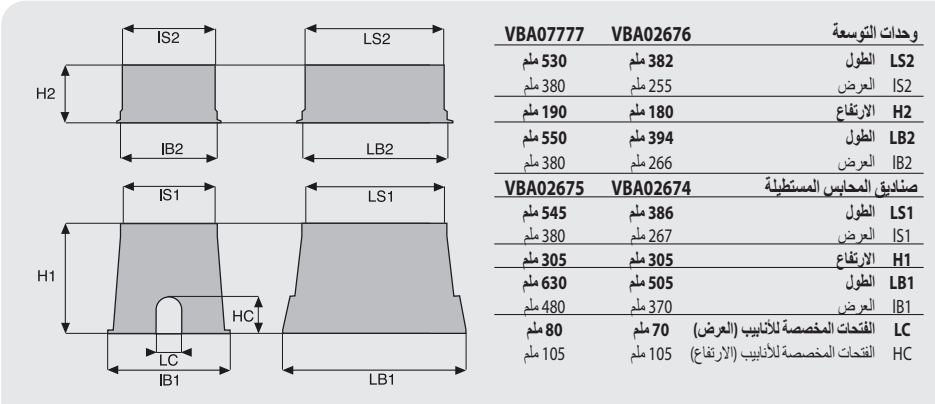 IS2
LS2
H2
IB2
LB2
IS1
LS1
H1
HC
LC
IB1
LB1
وحدات التوسعة VBA02676 VBA07777
LS2 الطول 382 ملم 530 ملم
IS2 العرض 255 ملم 380 ملم
H2 الارتفاع 180 ملم 190 ملم
LB2 الطول 394 ملم 550 ملم
IB2 العرض 266 ملم 380 ملم
صناديق المحابس المستطيلة VBA02674 VBA02675
LS1 الطول 386 ملم 545 ملم
IS1 العرض 267 ملم 380 ملم
H1 الارتفاع 305 ملم 305 ملم
LB1 الطول 505 ملم 630 ملم
IB1 العرض 370 ملم 480 ملم
LC الفتحات المخصصة للأنابيب (العرض) 70 ملم 80 ملم
HC الفتحات المخصصة للأنابيب (الارتفاع) 105 ملم 105 ملم